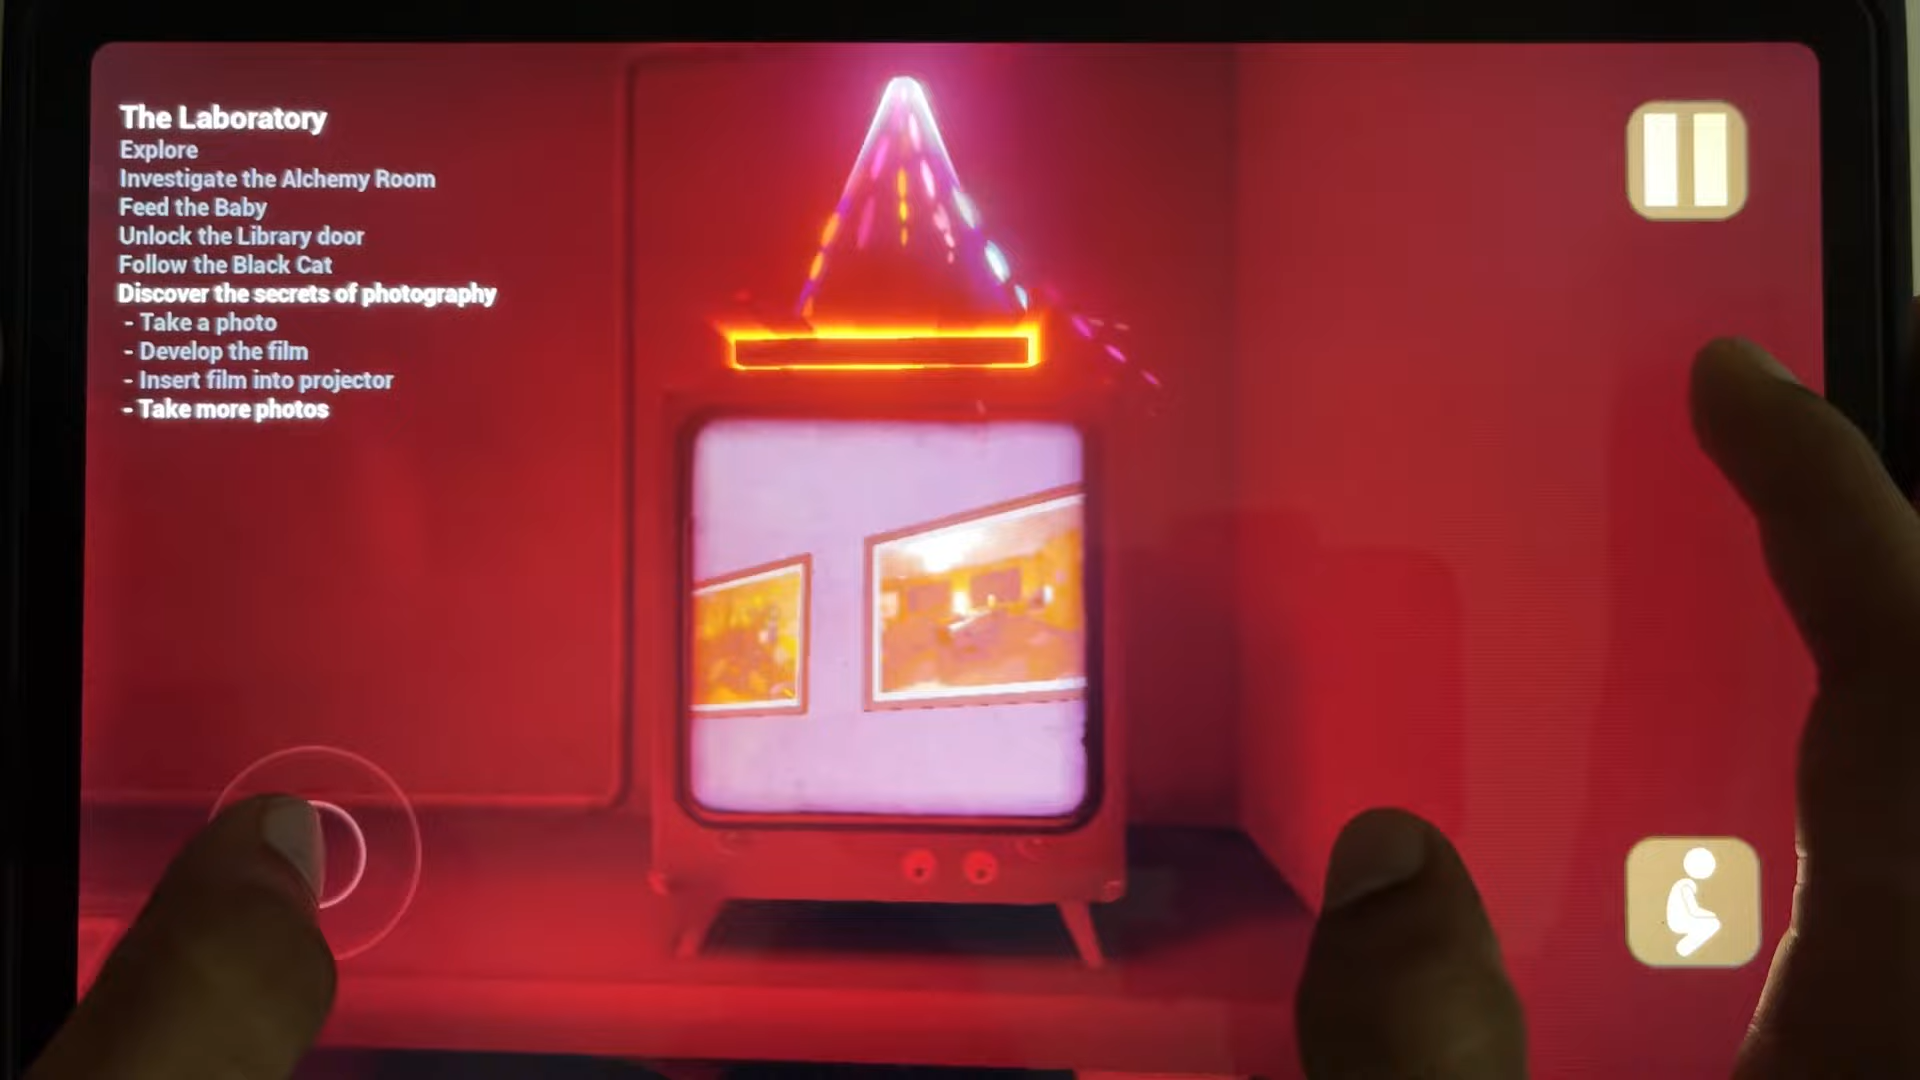 The Laboratory
Explore
Investigate the Alchemy Room
Feed the Baby
Unlock the Library door
Follow the Black Cat
Discover the secrets of photography
- Take a photo
- Develop the film
- Insert film into projector
- Take more photos